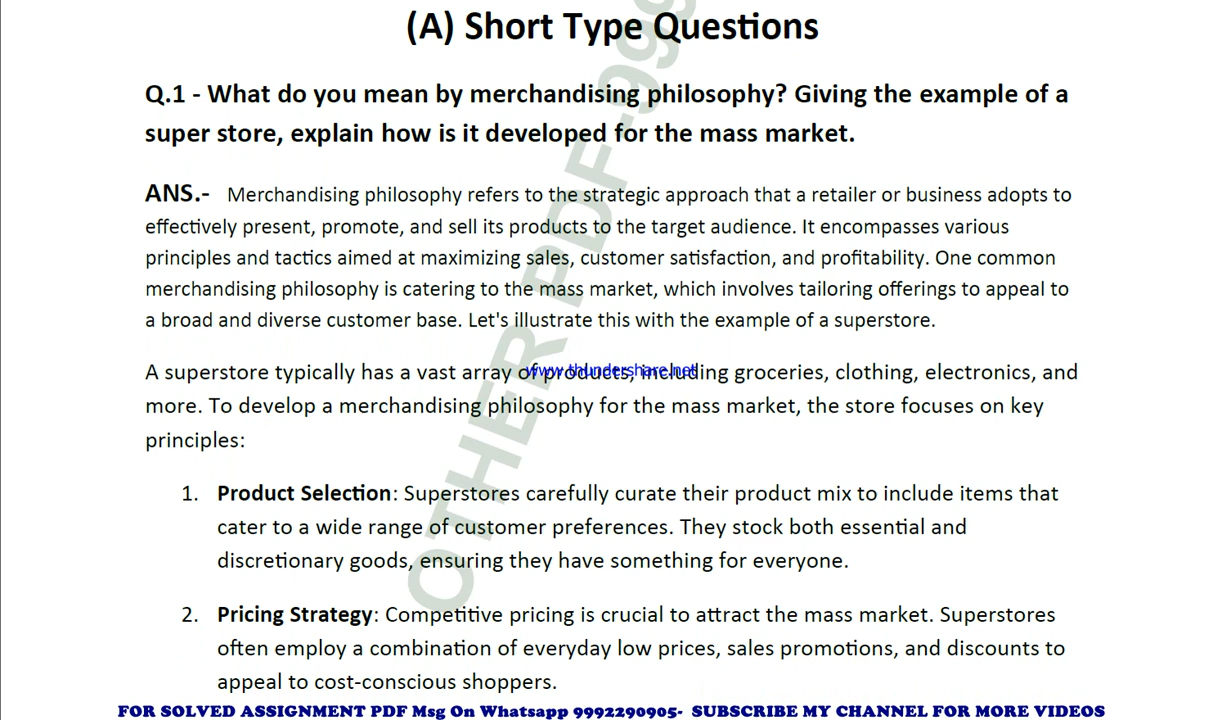 (A) Short Type Questions
Q.1 - What do you mean by merchandising philosophy? Giving the example of a
super store, explain how is it developed for the mass market.
ANS.- Merchandising philosophy refers to the strategic approach that a retailer or business adopts to
effectively present, promote, and sell its products to the target audience. It encompasses various
principles and tactics aimed at maximizing sales, customer satisfaction, and profitability. One common
merchandising philosophy is catering to the mass market, which involves tailoring offerings to appeal to
a broad and diverse customer base. Let's illustrate this with the example of a superstore.
A superstore typically has a vast array of products, including groceries, clothing, electronics, and
www.thundershare.net
more. To develop a merchandising philosophy for the mass market, the store focuses on key
principles:
1. Product Selection: Superstores carefully curate their product mix to include items that
cater to a wide range of customer preferences. They stock both essential and
discretionary goods, ensuring they have something for everyone.
2. Pricing Strategy: Competitive pricing is crucial to attract the mass market. Superstores
often employ a combination of everyday low prices, sales promotions, and discounts to
appeal to cost-conscious shoppers.
OTHER PDF-999
FOR SOLVED ASSIGNMENT PDF Msg On Whatsapp 9992290905- SUBSCRIBE MY CHANNEL FOR MORE VIDEOS